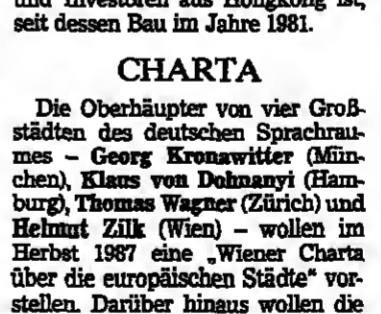 und Investoren aus Hongkong ist,
seit dessen Bau im Jahre 1981.
CHARTA
Die Oberhäupter von vier Groß-
städten des deutschen Sprachrau-
mes – Georg Kronawitter (Mün-
chen), Klaus von Dohnanyi (Ham-
burg), Thomas Wagner (Zürich) und
Helmut Zilk (Wien) – wollen im
Herbst 1987 eine „Wiener Charta
über die europäischen Städte" vor-
stellen. Darüber hinaus wollen die